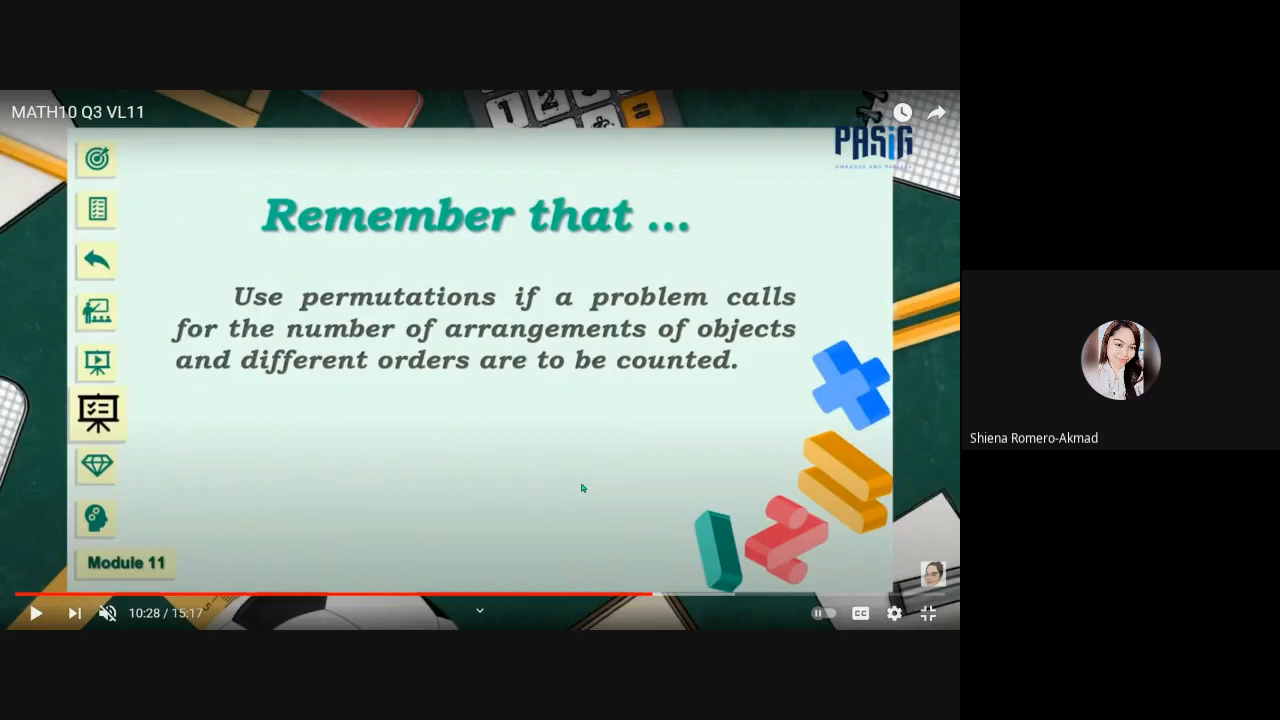 MATH10 Q3 VL11
PASiG
Remember that ...
Use permutations if a problem calls
for the number of arrangements of objects
and different orders are to be counted.
Module 11
10:28 / 15:17
CC
Shiena Romero-Akmad